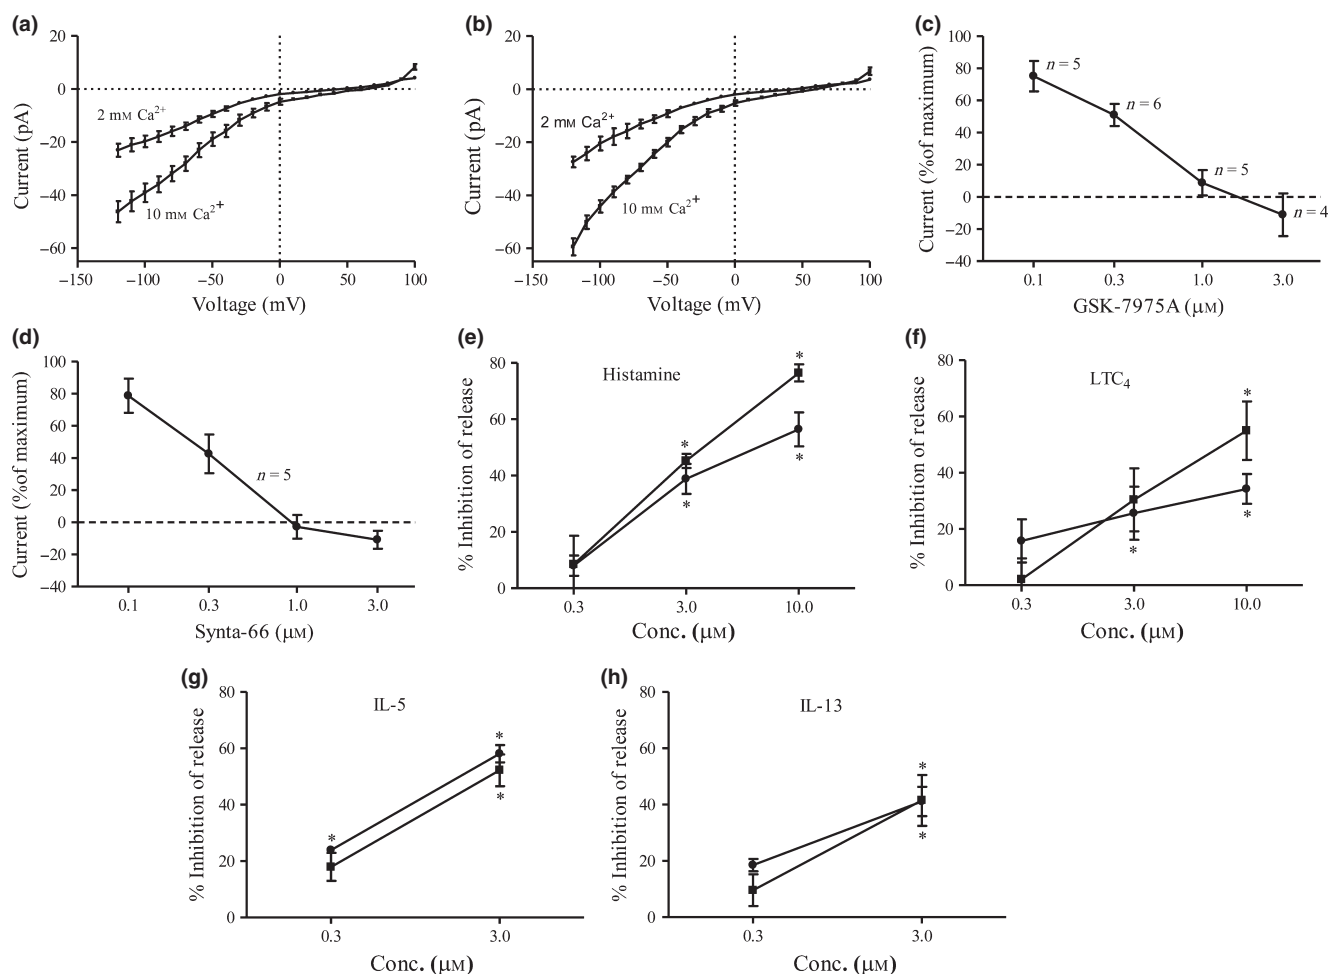 (a)
20
0
−20
−40
−60
−150
−100
−50
0
50
100
Current (pA)
Voltage (mV)
2 mM Ca2+
10 mM Ca2+
(b)
20
0
−20
−40
−60
−150
−100
−50
0
50
100
Current (pA)
Voltage (mV)
2 mM Ca2+
10 mM Ca2+
(c)
100
80
60
40
20
0
−20
−40
Current (%of maximum)
n = 5
n = 6
n = 5
n = 4
0.1
0.3
1.0
3.0
GSK-7975A (µM)
(d)
100
80
60
40
20
0
−20
−40
Current (%of maximum)
n = 5
0.1
0.3
1.0
3.0
Synta-66 (µM)
(e)
80
60
40
20
0
% Inhibition of release
Histamine
*
*
*
*
0.3
3.0
10.0
Conc. (µM)
(f)
80
60
40
20
0
% Inhibition of release
LTC4
*
*
*
0.3
3.0
10.0
Conc. (µM)
(g)
80
60
40
20
0
% Inhibition of release
IL-5
*
*
*
0.3
3.0
Conc. (µM)
(h)
80
60
40
20
0
% Inhibition of release
IL-13
*
*
0.3
3.0
Conc. (µM)